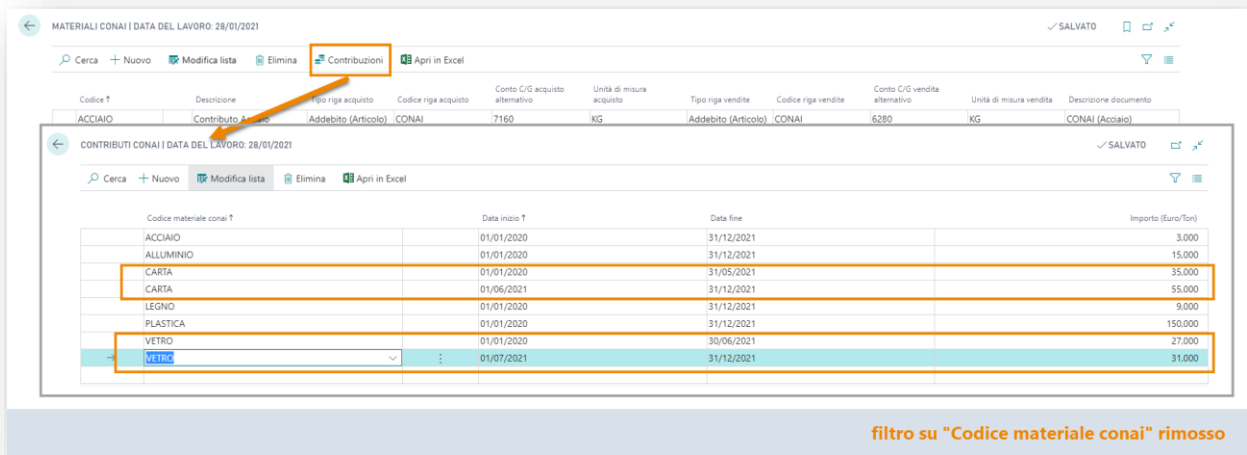 MATERIALI CONAI | DATA DEL LAVORO: 28/01/2021 SALVATO
Cerca Nuovo Modifica lista Elimina Contribuzioni Apri in Excel
Codice ↑ Descrizione Tipo riga acquisto Codice riga acquisto Conto C/G acquisto alternativo Unità di misura acquisto Tipo riga vendite Codice riga vendite Conto C/G vendita alternativo Unità di misura vendita Descrizione documento
ACCIAIO Contributo Acciaio Addebito (Articolo) CONAI 7160 KG Addebito (Articolo) CONAI 6280 KG CONAI (Acciaio)
CONTRIBUTI CONAI | DATA DEL LAVORO: 28/01/2021 SALVATO
Cerca Nuovo Modifica lista Elimina Apri in Excel
Codice materiale conai ↑ Data inizio ↑ Data fine Importo (Euro/Ton)
ACCIAIO 01/01/2020 31/12/2021 3.000
ALLUMINIO 01/01/2020 31/12/2021 15.000
CARTA 01/01/2020 31/05/2021 35.000
CARTA 01/06/2021 31/12/2021 55.000
LEGNO 01/01/2020 31/12/2021 9.000
PLASTICA 01/01/2020 31/12/2021 150.000
VETRO 01/01/2020 30/06/2021 27.000
VETRO 01/07/2021 31/12/2021 31.000
filtro su "Codice materiale conai" rimosso